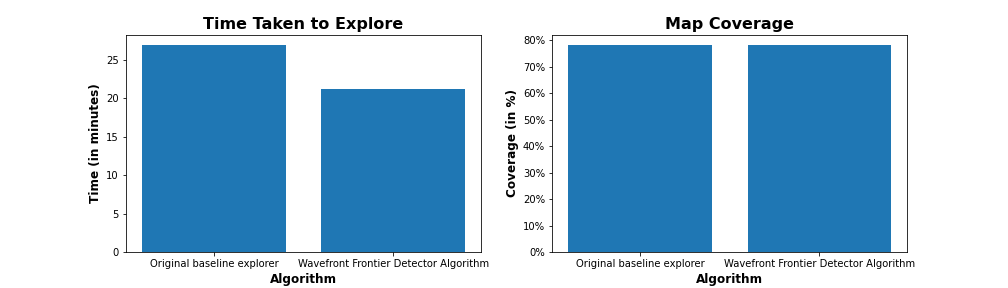 Time Taken to Explore
Time (in minutes)
25
20
15
10
5
0
Original baseline explorer
Wavefront Frontier Detector Algorithm
Algorithm
Map Coverage
Coverage (in %)
80%
70%
60%
50%
40%
30%
20%
10%
0%
Original baseline explorer
Wavefront Frontier Detector Algorithm
Algorithm